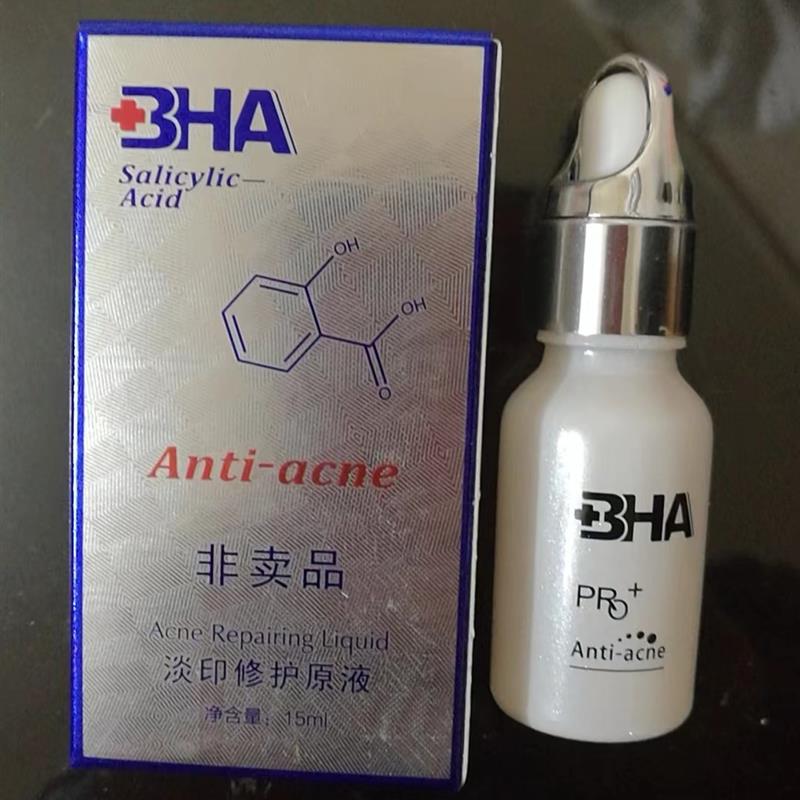 BHA
Salicylic—
Acid
OH
OH
O
Anti-acne
非卖品
Acne Repairing Liquid
淡印修护原液
净含量：15ml
BHA
PRO+
Anti-acne